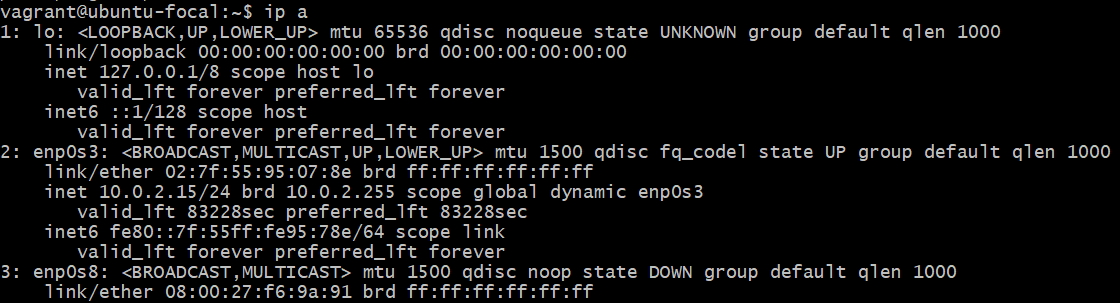 vagrant@ubuntu-focal:~$ ip a
1: lo: <LOOPBACK,UP,LOWER_UP> mtu 65536 qdisc noqueue state UNKNOWN group default qlen 1000
    link/loopback 00:00:00:00:00:00 brd 00:00:00:00:00:00
    inet 127.0.0.1/8 scope host lo
       valid_lft forever preferred_lft forever
    inet6 ::1/128 scope host
       valid_lft forever preferred_lft forever
2: enp0s3: <BROADCAST,MULTICAST,UP,LOWER_UP> mtu 1500 qdisc fq_codel state UP group default qlen 1000
    link/ether 02:7f:55:95:07:8e brd ff:ff:ff:ff:ff:ff
    inet 10.0.2.15/24 brd 10.0.2.255 scope global dynamic enp0s3
       valid_lft 83228sec preferred_lft 83228sec
    inet6 fe80::7f:55ff:fe95:78e/64 scope link
       valid_lft forever preferred_lft forever
3: enp0s8: <BROADCAST,MULTICAST> mtu 1500 qdisc noop state DOWN group default qlen 1000
    link/ether 08:00:27:f6:9a:91 brd ff:ff:ff:ff:ff:ff